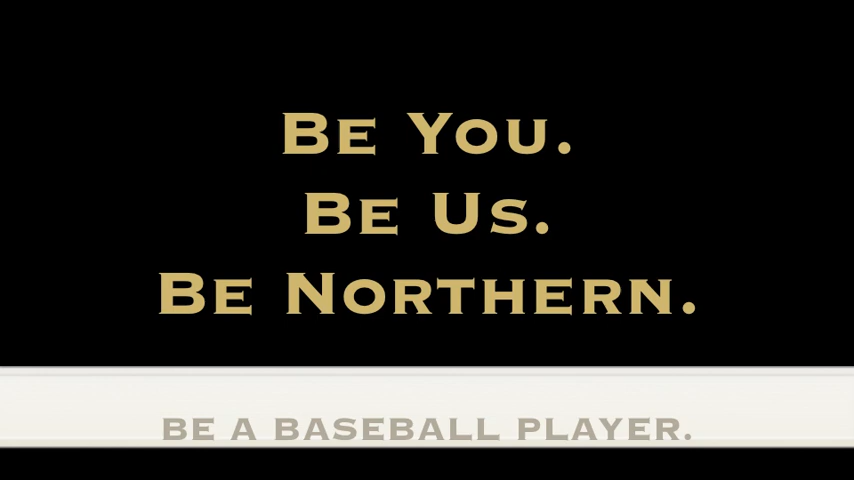 Be You.
Be Us.
Be Northern.
BE A BASEBALL PLAYER.